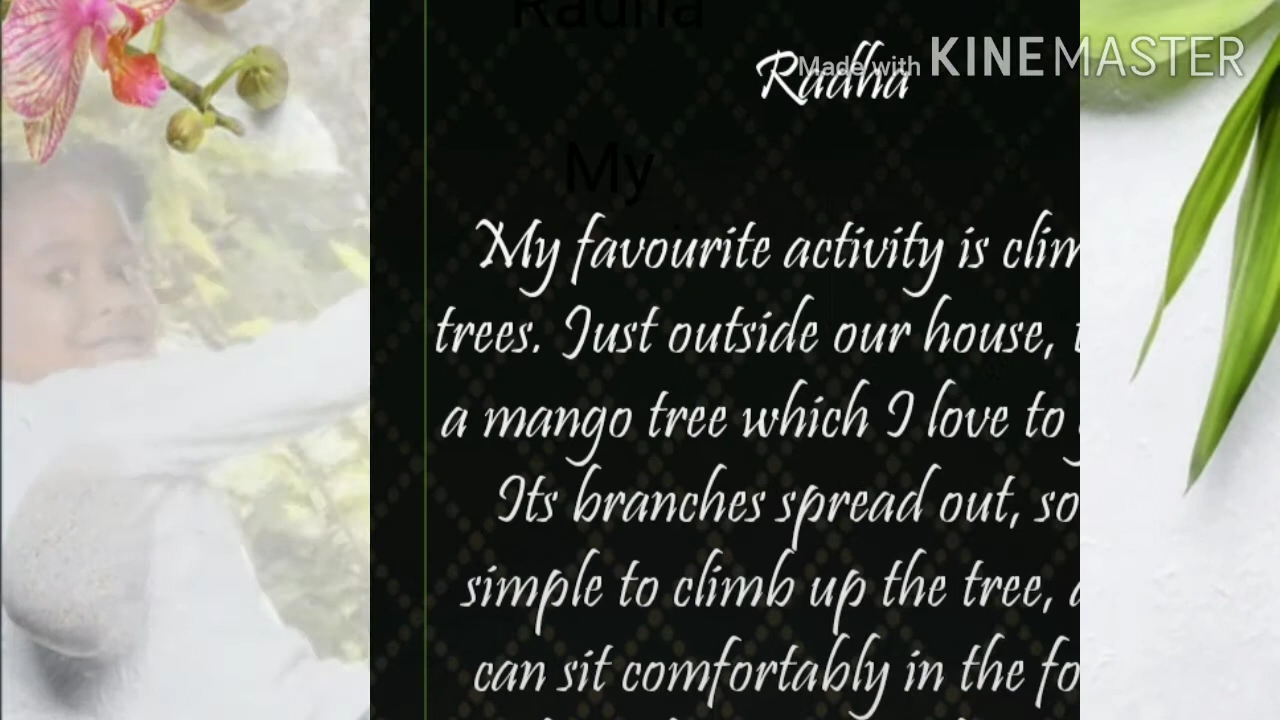 Radha
Made with KINEMASTER
Radha
My
My favourite activity is clim
trees. Just outside our house,
a mango tree which I love to
Its branches spread out, so
simple to climb up the tree,
can sit comfortably in the fo